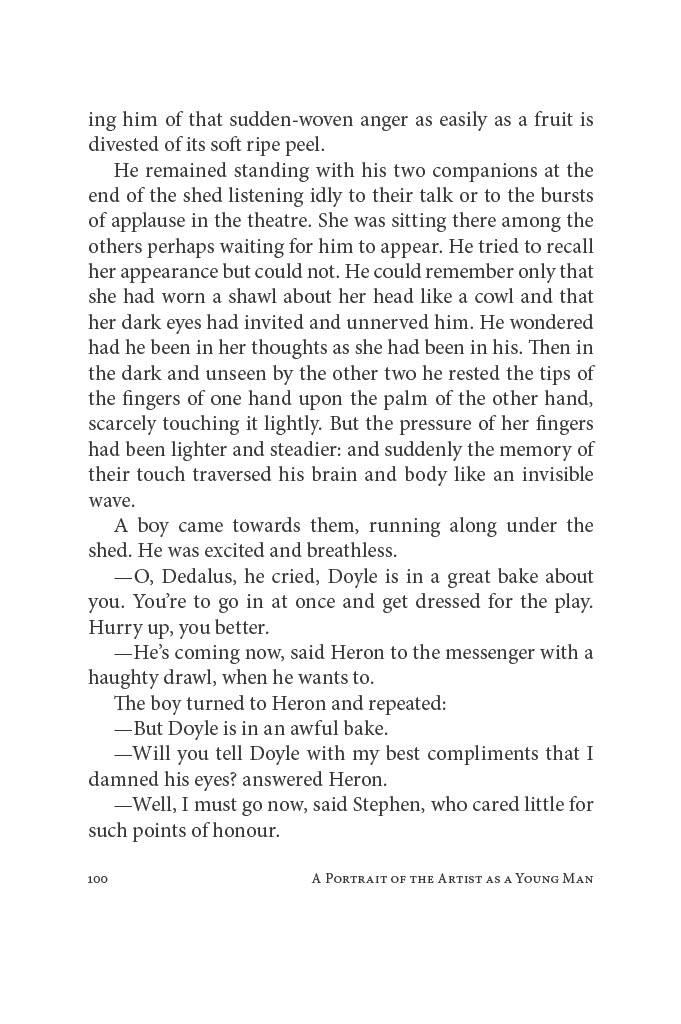 ing him of that sudden-woven anger as easily as a fruit is
divested of its soft ripe peel.
He remained standing with his two companions at the
end of the shed listening idly to their talk or to the bursts
of applause in the theatre. She was sitting there among the
others perhaps waiting for him to appear. He tried to recall
her appearance but could not. He could remember only that
she had worn a shawl about her head like a cowl and that
her dark eyes had invited and unnerved him. He wondered
had he been in her thoughts as she had been in his. Then in
the dark and unseen by the other two he rested the tips of
the fingers of one hand upon the palm of the other hand,
scarcely touching it lightly. But the pressure of her fingers
had been lighter and steadier: and suddenly the memory of
their touch traversed his brain and body like an invisible
wave.
A boy came towards them, running along under the
shed. He was excited and breathless.
—O, Dedalus, he cried, Doyle is in a great bake about
you. You’re to go in at once and get dressed for the play.
Hurry up, you better.
—He’s coming now, said Heron to the messenger with a
haughty drawl, when he wants to.
The boy turned to Heron and repeated:
—But Doyle is in an awful bake.
—Will you tell Doyle with my best compliments that I
damned his eyes? answered Heron.
—Well, I must go now, said Stephen, who cared little for
such points of honour.
100 A Portrait of the Artist as a Young Man